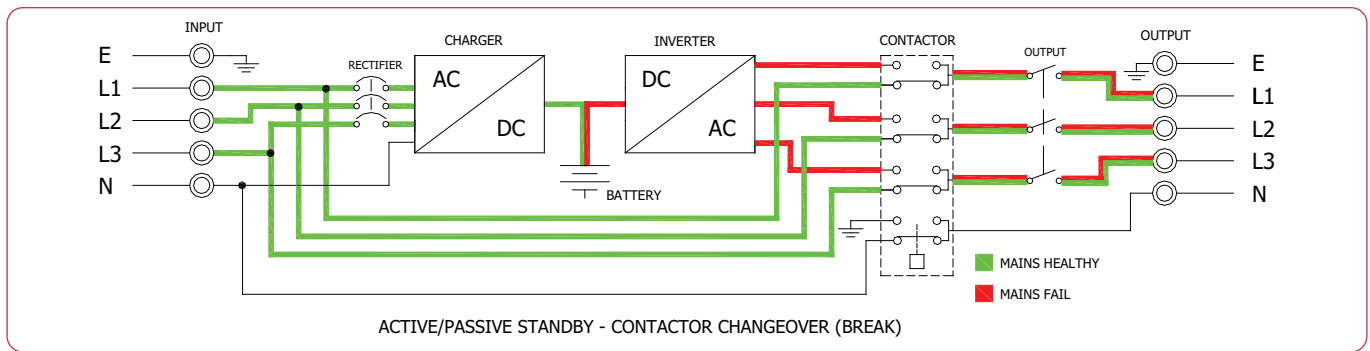 INPUT
E
L1
L2
L3
N
RECTIFIER
CHARGER
AC
DC
BATTERY
INVERTER
DC
AC
CONTACTOR
OUTPUT
OUTPUT
E
L1
L2
L3
N
MAINS HEALTHY
MAINS FAIL
ACTIVE/PASSIVE STANDBY - CONTACTOR CHANGEOVER (BREAK)